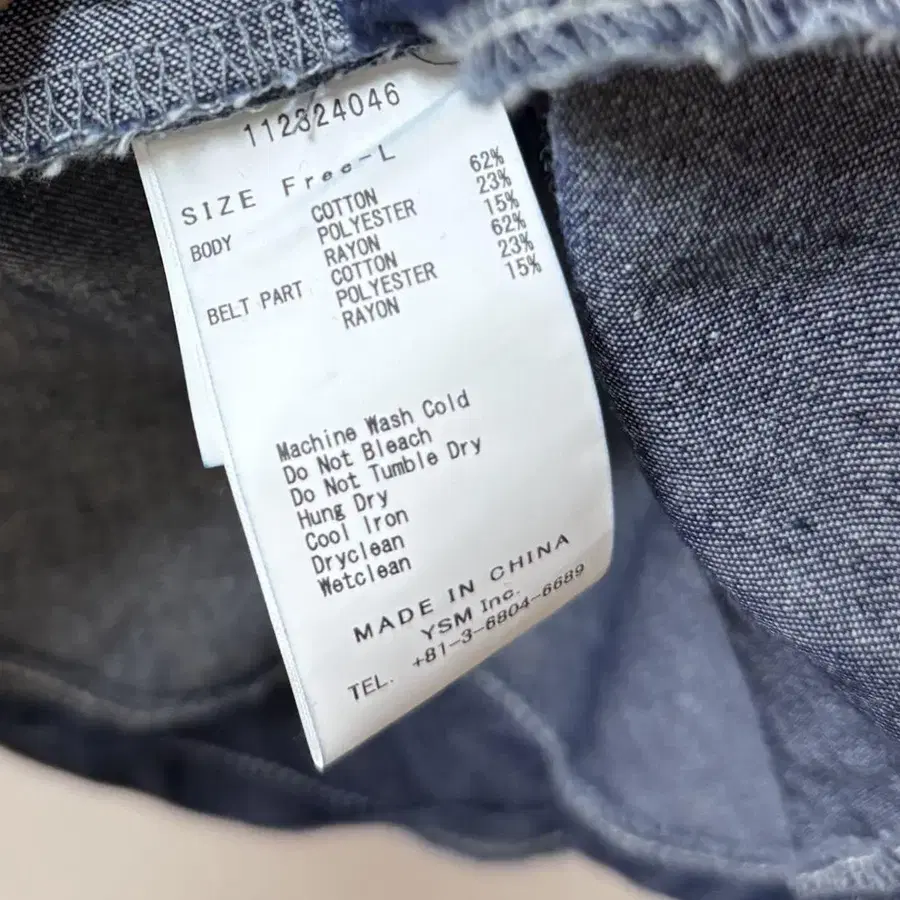 112324046
SIZE Free-L
BODY COTTON 62%
POLYESTER 23%
RAYON 15%
BELT PART COTTON 62%
POLYESTER 23%
RAYON 15%
Machine Wash Cold
Do Not Bleach
Do Not Tumble Dry
Hung Dry
Cool Iron
Dryclean
Wetclean
MADE IN CHINA
YSM Inc.
TEL. +81-3-6804-6689